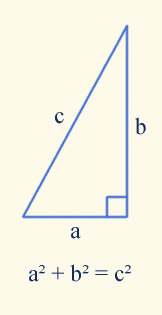 c
b
a
a² + b² = c²